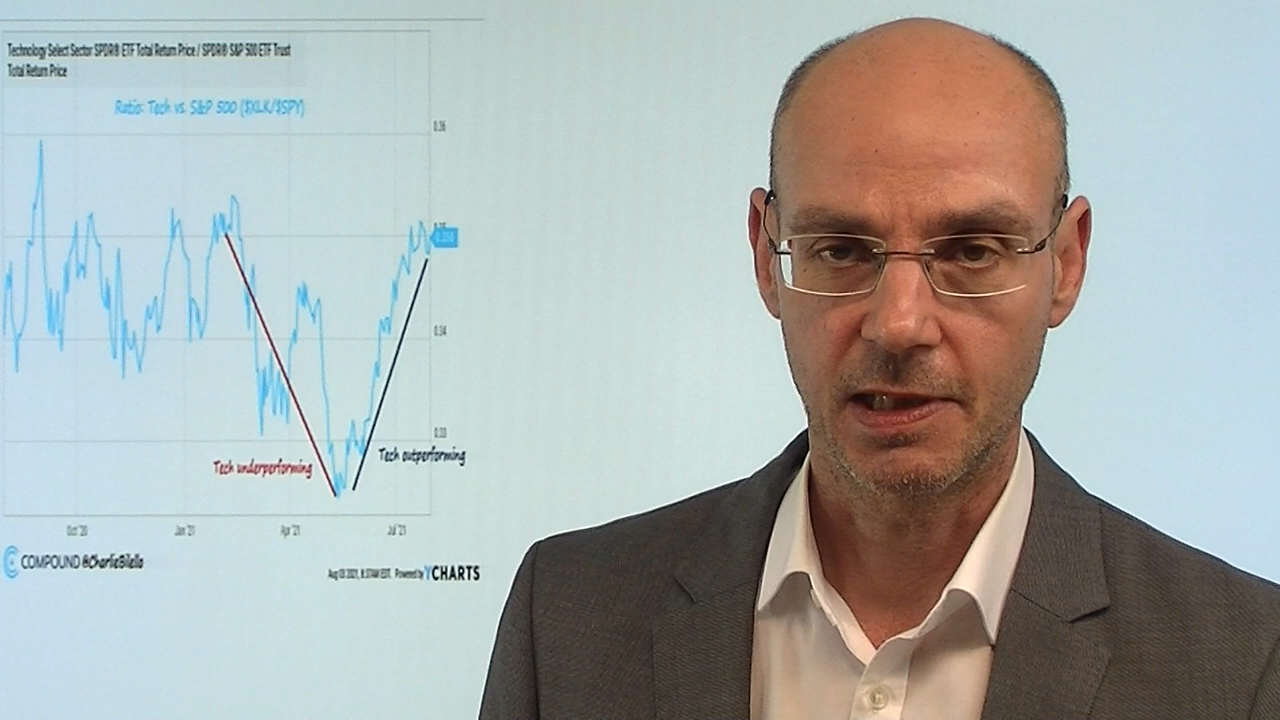 Technology Select Sector SPDR® ETF Total Return Price / SPDR® S&P 500 ETF Trust
Total Return Price
Ratio: Tech vs. S&P 500 ($XLK/$SPY)
0.36
0.34
0.33
Tech underperforming
Tech outperforming
Oct '20
Jan '21
Apr '21
Jul '21
COMPOUND @CharlieBilello
Powered by YCHARTS